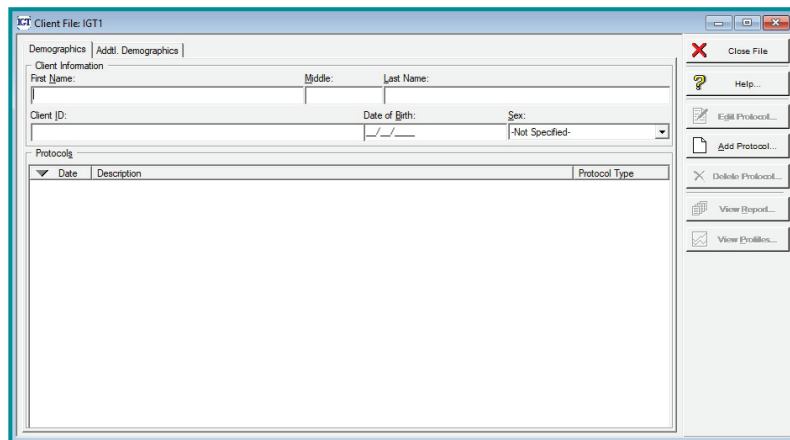 IGT Client File: IGT1
Demographics Addtl. Demographics
Client Information
First Name: Middle: Last Name:
Client ID: Date of Birth: Sex:
__/__/____ -Not Specified-
Protocols
Date Description Protocol Type
Close File
Help...
Edit Protocol...
Add Protocol...
Delete Protocol...
View Report...
View Profiles...